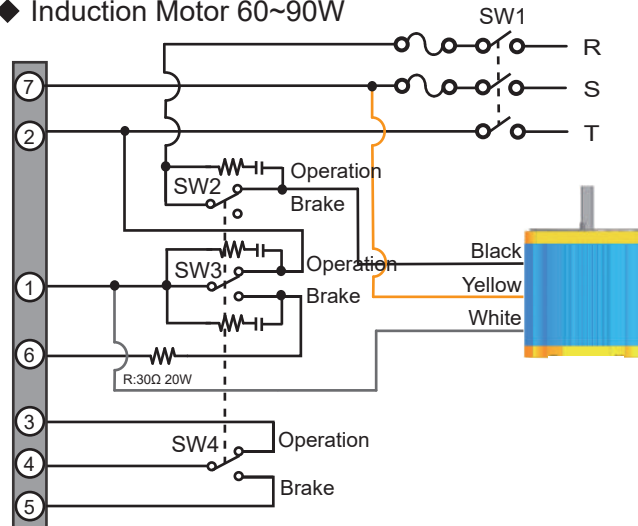 ◆ Induction Motor 60~90W
SW1
R
7
S
2
T
Operation
SW2
Brake
Black
SW3
Operation
1
Yellow
Brake
White
6
R:30Ω 20W
3
SW4
Operation
4
Brake
5